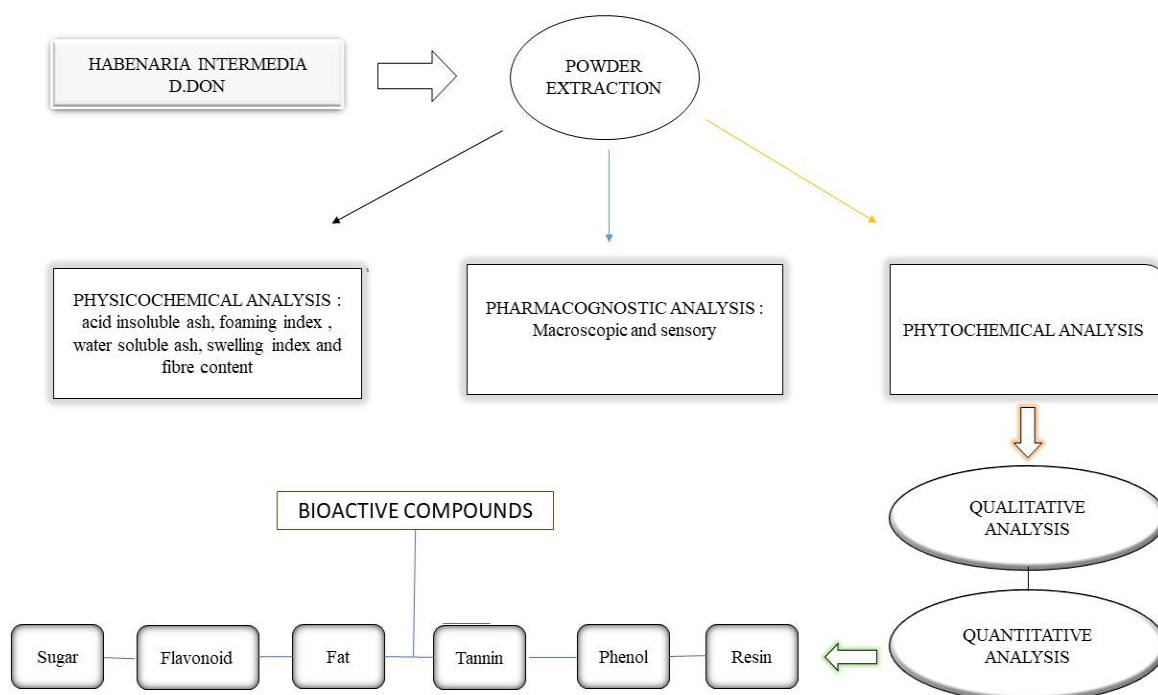 HABENARIA INTERMEDIA
D.DON
POWDER
EXTRACTION
PHYSICOCHEMICAL ANALYSIS :
acid insoluble ash, foaming index ,
water soluble ash, swelling index and
fibre content
PHARMACOGNOSTIC ANALYSIS :
Macroscopic and sensory
PHYTOCHEMICAL ANALYSIS
QUALITATIVE
ANALYSIS
BIOACTIVE COMPOUNDS
QUANTITATIVE
ANALYSIS
Sugar
Flavonoid
Fat
Tannin
Phenol
Resin